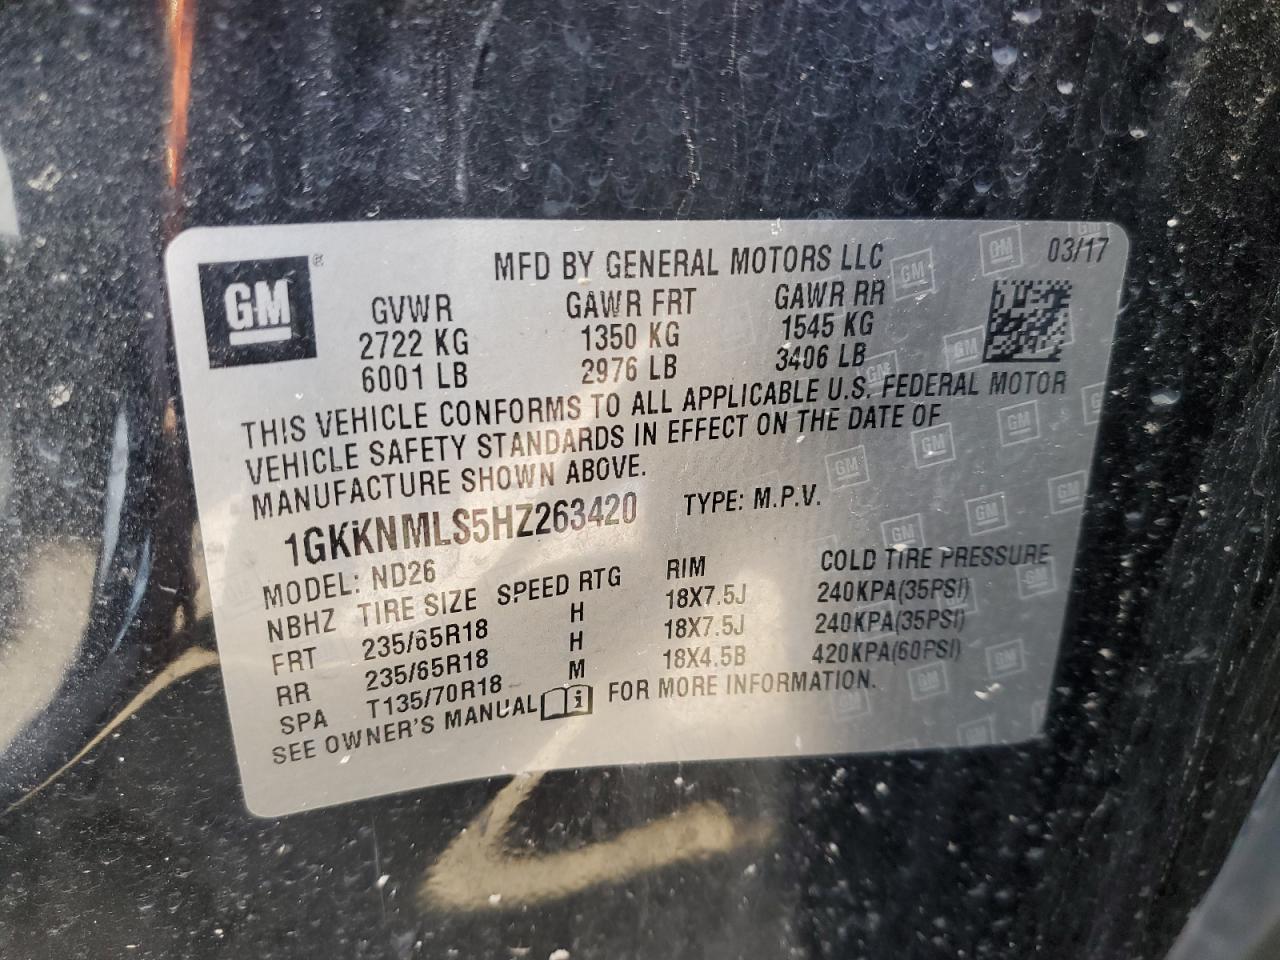 GM ®
MFD BY GENERAL MOTORS LLC 03/17
GVWR GAWR FRT GAWR RR
2722 KG 1350 KG 1545 KG
6001 LB 2976 LB 3406 LB
THIS VEHICLE CONFORMS TO ALL APPLICABLE U.S. FEDERAL MOTOR
VEHICLE SAFETY STANDARDS IN EFFECT ON THE DATE OF
MANUFACTURE SHOWN ABOVE.
1GKKNMLS5HZ263420 TYPE: M.P.V.
MODEL: ND26
NBHZ TIRE SIZE SPEED RTG RIM COLD TIRE PRESSURE
FRT 235/65R18 H 18X7.5J 240KPA(35PSI)
RR 235/65R18 H 18X7.5J 240KPA(35PSI)
SPA T135/70R18 M 18X4.5B 420KPA(60PSI)
SEE OWNER'S MANUAL i FOR MORE INFORMATION.